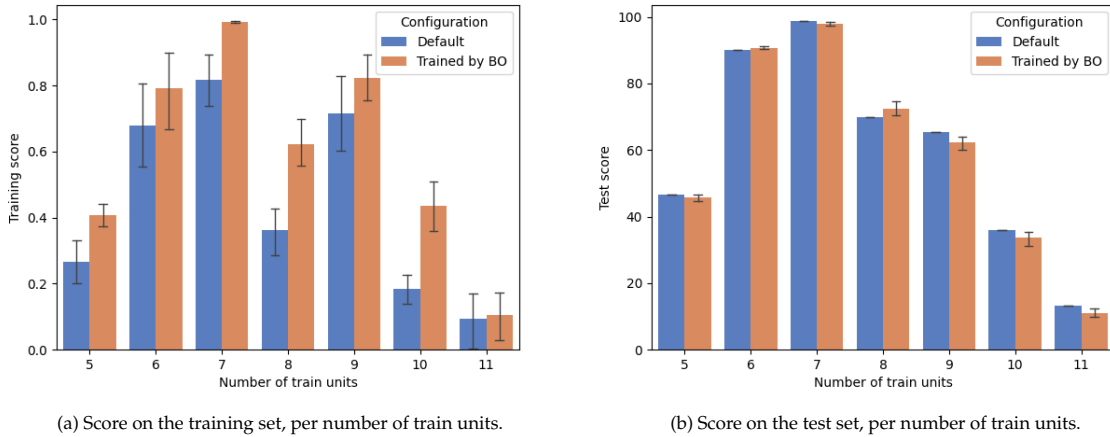 Configuration
Default
Trained by BO
Training score
1.0
0.8
0.6
0.4
0.2
0.0
5 6 7 8 9 10 11
Number of train units
(a) Score on the training set, per number of train units.
Configuration
Default
Trained by BO
Test score
100
80
60
40
20
0
5 6 7 8 9 10 11
Number of train units
(b) Score on the test set, per number of train units.